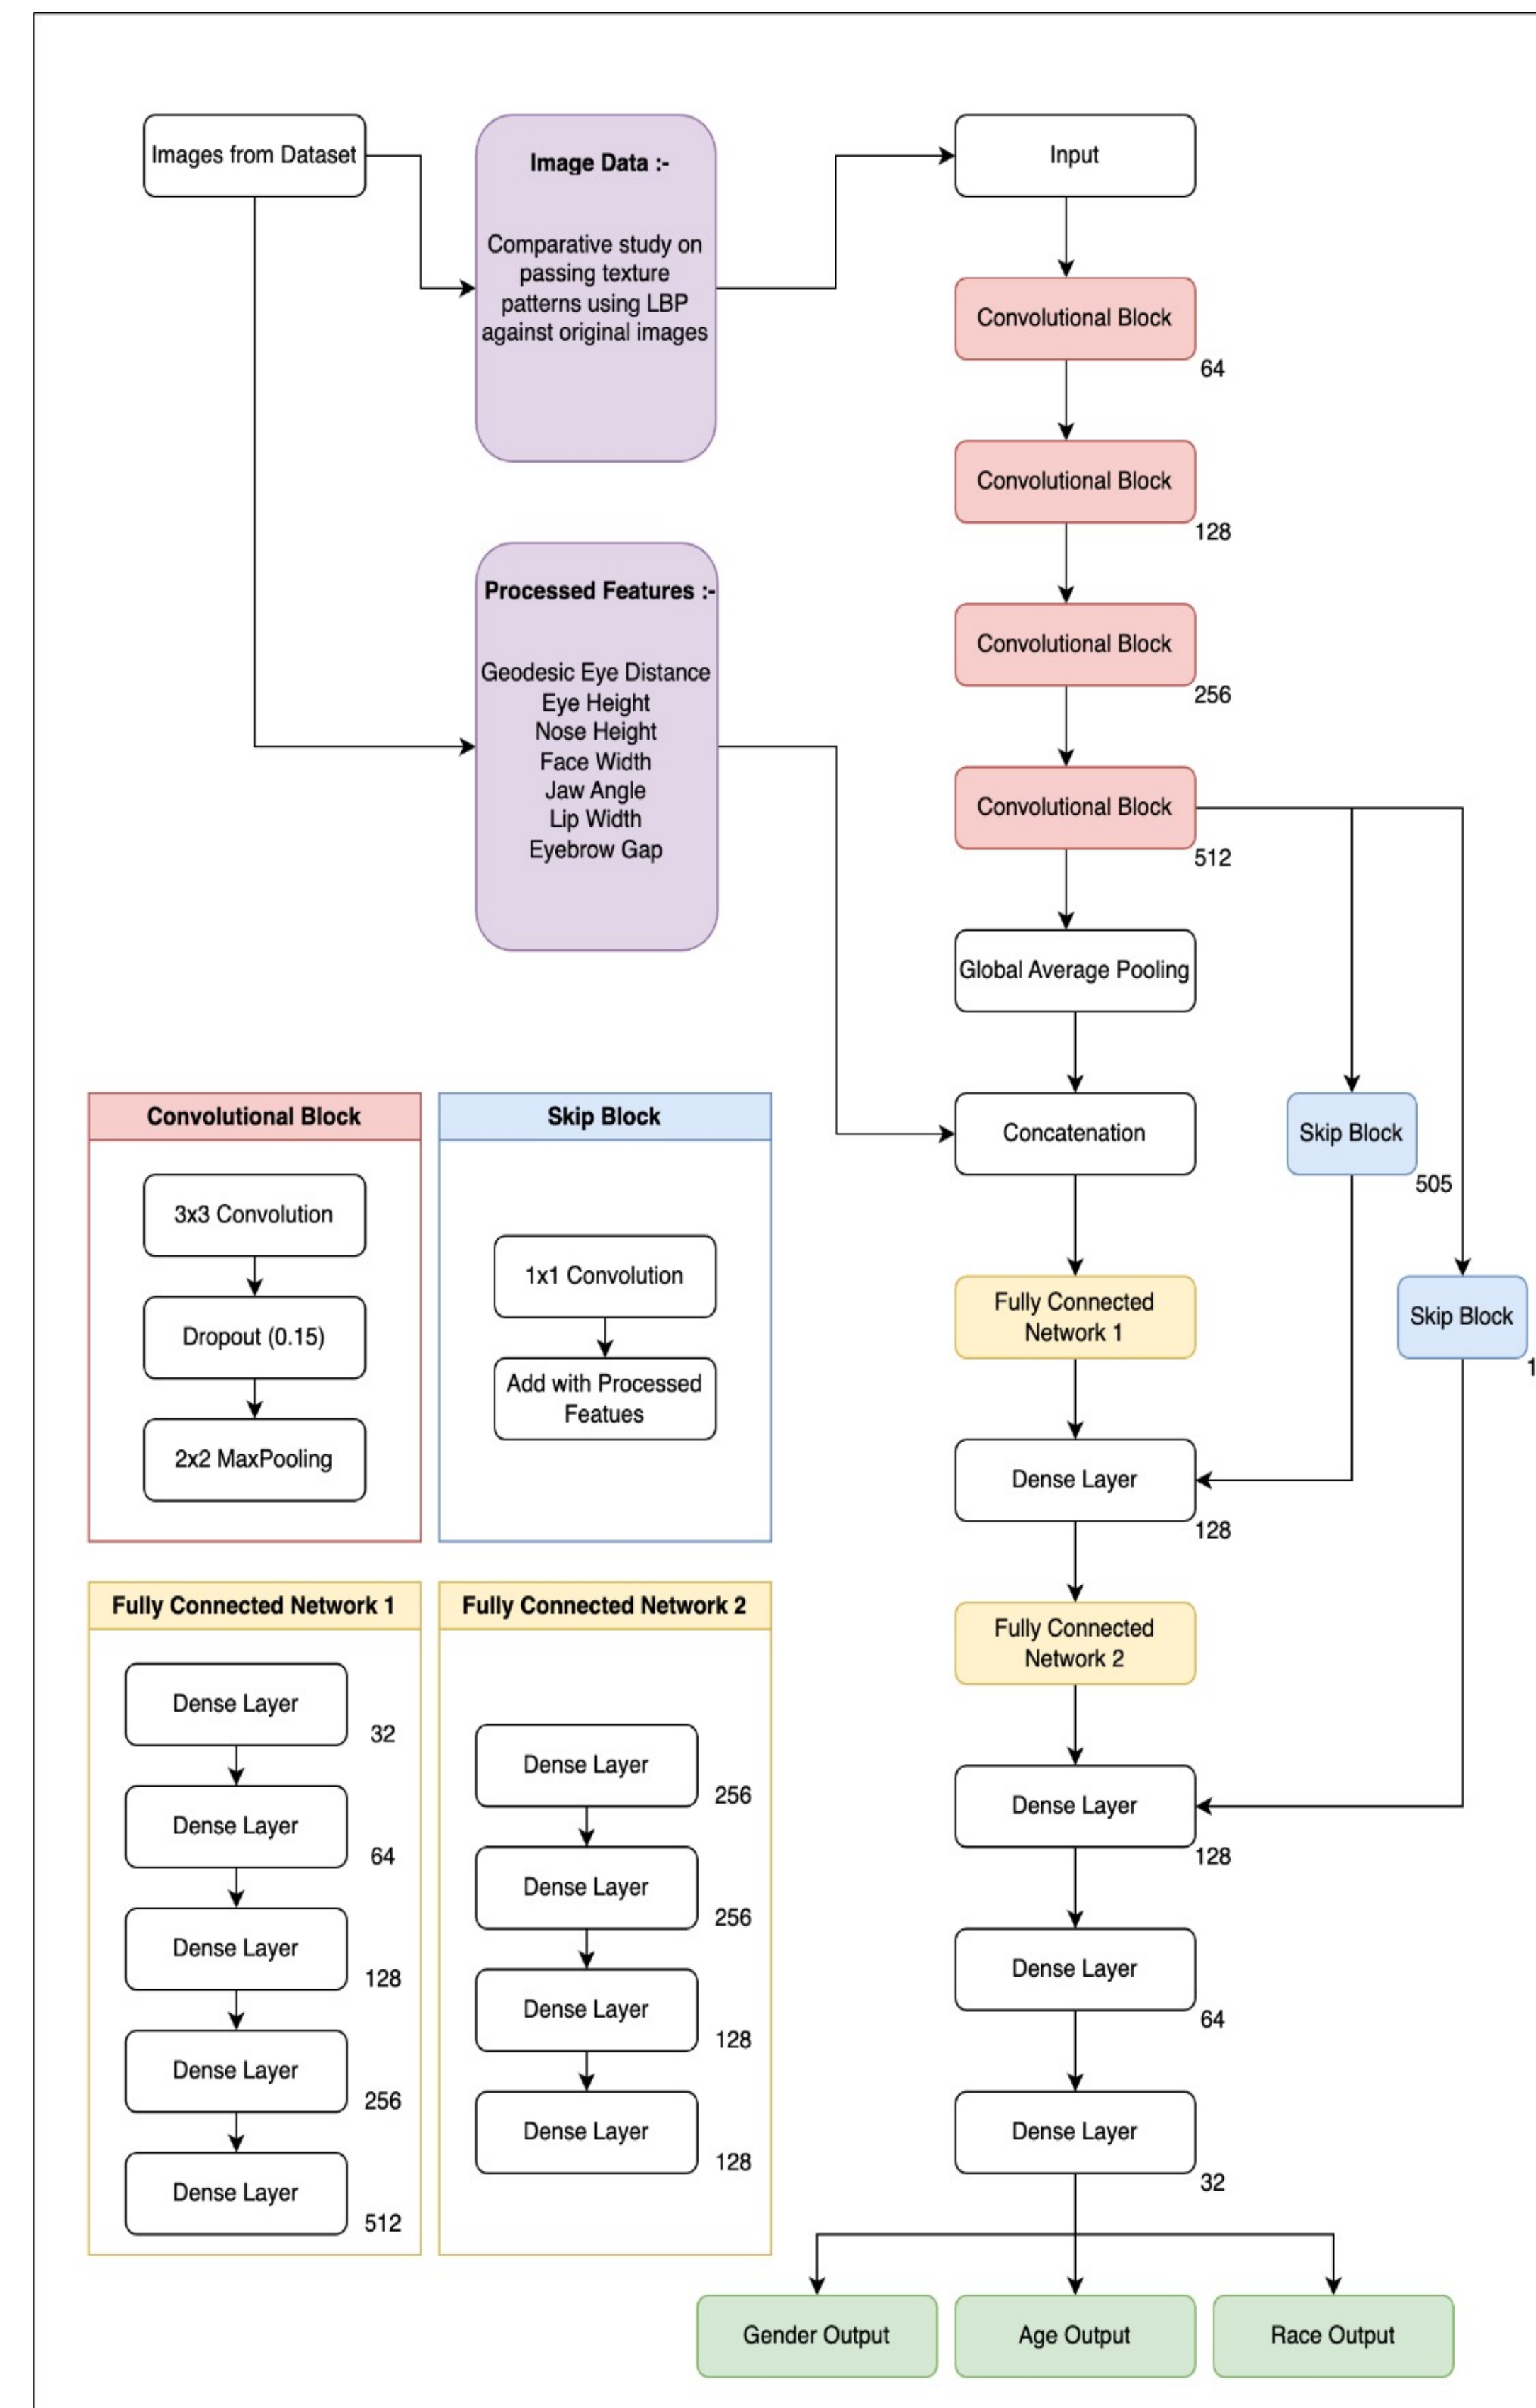 Images from Dataset
Image Data :-
Comparative study on
passing texture
patterns using LBP
against original images
Input
Convolutional Block
64
Convolutional Block
128
Processed Features :-
Geodesic Eye Distance
Eye Height
Nose Height
Face Width
Jaw Angle
Lip Width
Eyebrow Gap
Convolutional Block
256
Convolutional Block
512
Global Average Pooling
Concatenation
Skip Block
505
Fully Connected
Network 1
Skip Block
Dense Layer
128
Fully Connected
Network 2
Dense Layer
128
Dense Layer
64
Dense Layer
32
Gender Output
Age Output
Race Output
Convolutional Block
3x3 Convolution
Dropout (0.15)
2x2 MaxPooling
Skip Block
1x1 Convolution
Add with Processed
Featues
Fully Connected Network 1
Dense Layer
32
Dense Layer
64
Dense Layer
128
Dense Layer
256
Dense Layer
512
Fully Connected Network 2
Dense Layer
256
Dense Layer
256
Dense Layer
128
Dense Layer
128